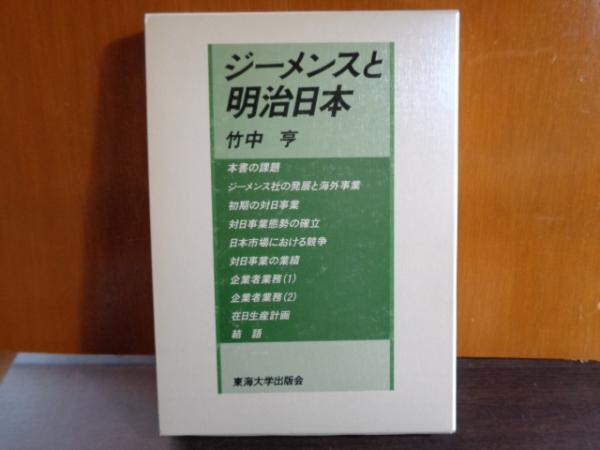 ジーメンスと
明治日本
竹中 亨
本書の課題
ジーメンス社の発展と海外事業
初期の対日事業
対日事業態勢の確立
日本市場における競争
対日事業の業績
企業者業務(1)
企業者業務(2)
在日生産計画
結語
東海大学出版会